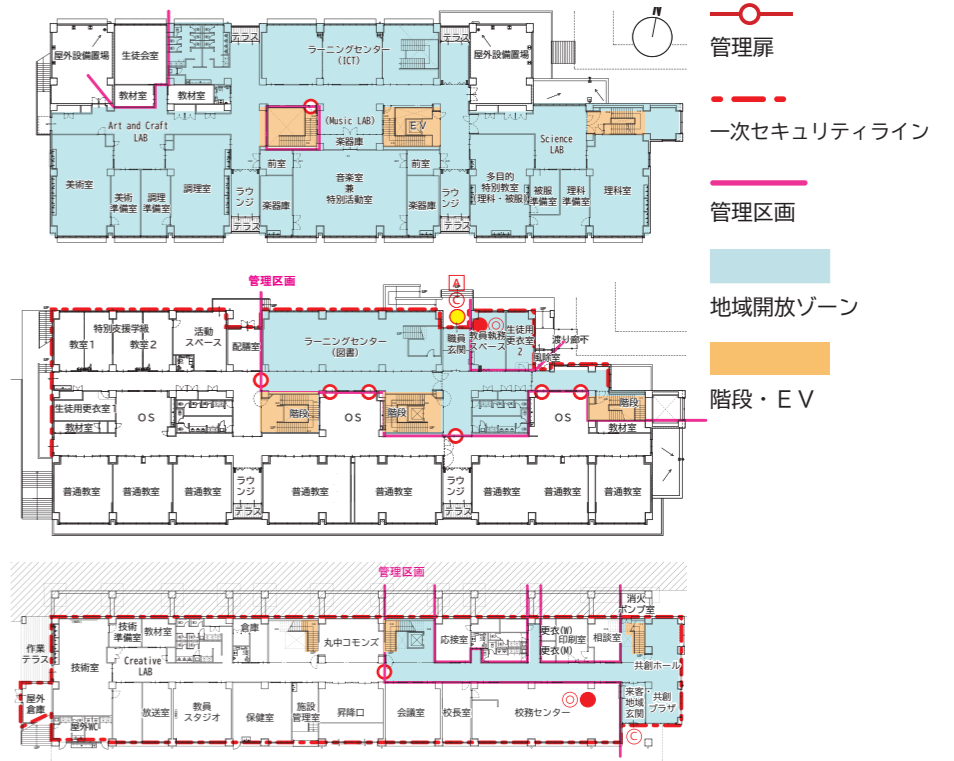 テラス
テラス
N
屋外設備置場
生徒会室
ラーニングセンター
(ICT)
屋外設備置場
教材室
教材室
Art and Craft
LAB
(Music LAB)
楽器庫
EV
Science
LAB
美術室
美術
準備室
調理
準備室
調理室
ラウ
ンジ
テラス
前室
楽器庫
音楽室
兼
特別活動室
前室
楽器庫
ラウ
ンジ
テラス
多目的
特別教室
(理科・被服)
被服
準備室
理科
準備室
理科室
管理扉
一次セキュリティライン
管理区画
地域開放ゾーン
階段・ＥＶ
管理区画
A
C
特別支援学級
教室1
教室2
活動
スペース
配膳室
ラーニングセンター
(図書)
職員
玄関
教員執務
スペース
生徒用
更衣室
2
渡り廊下
風除室
生徒用更衣室1
教材室
OS
階段
OS
階段
OS
階段
教材室
普通教室
普通教室
普通教室
ラウ
ンジ
テラス
普通教室
普通教室
ラウ
ンジ
テラス
普通教室
普通教室
普通教室
管理区画
消火
ポンプ室
作業
テラス
技術
準備室
教材室
倉庫
丸中コモンズ
応接室
更衣(W)
更衣(M)
印刷室
相談室
技術室
Creative
LAB
共創ホール
屋外
倉庫
屋外WC
放送室
教員
スタジオ
保健室
施設
管理室
昇降口
会議室
校長室
校務センター
来客・
地域
玄関
共創
プラザ
C